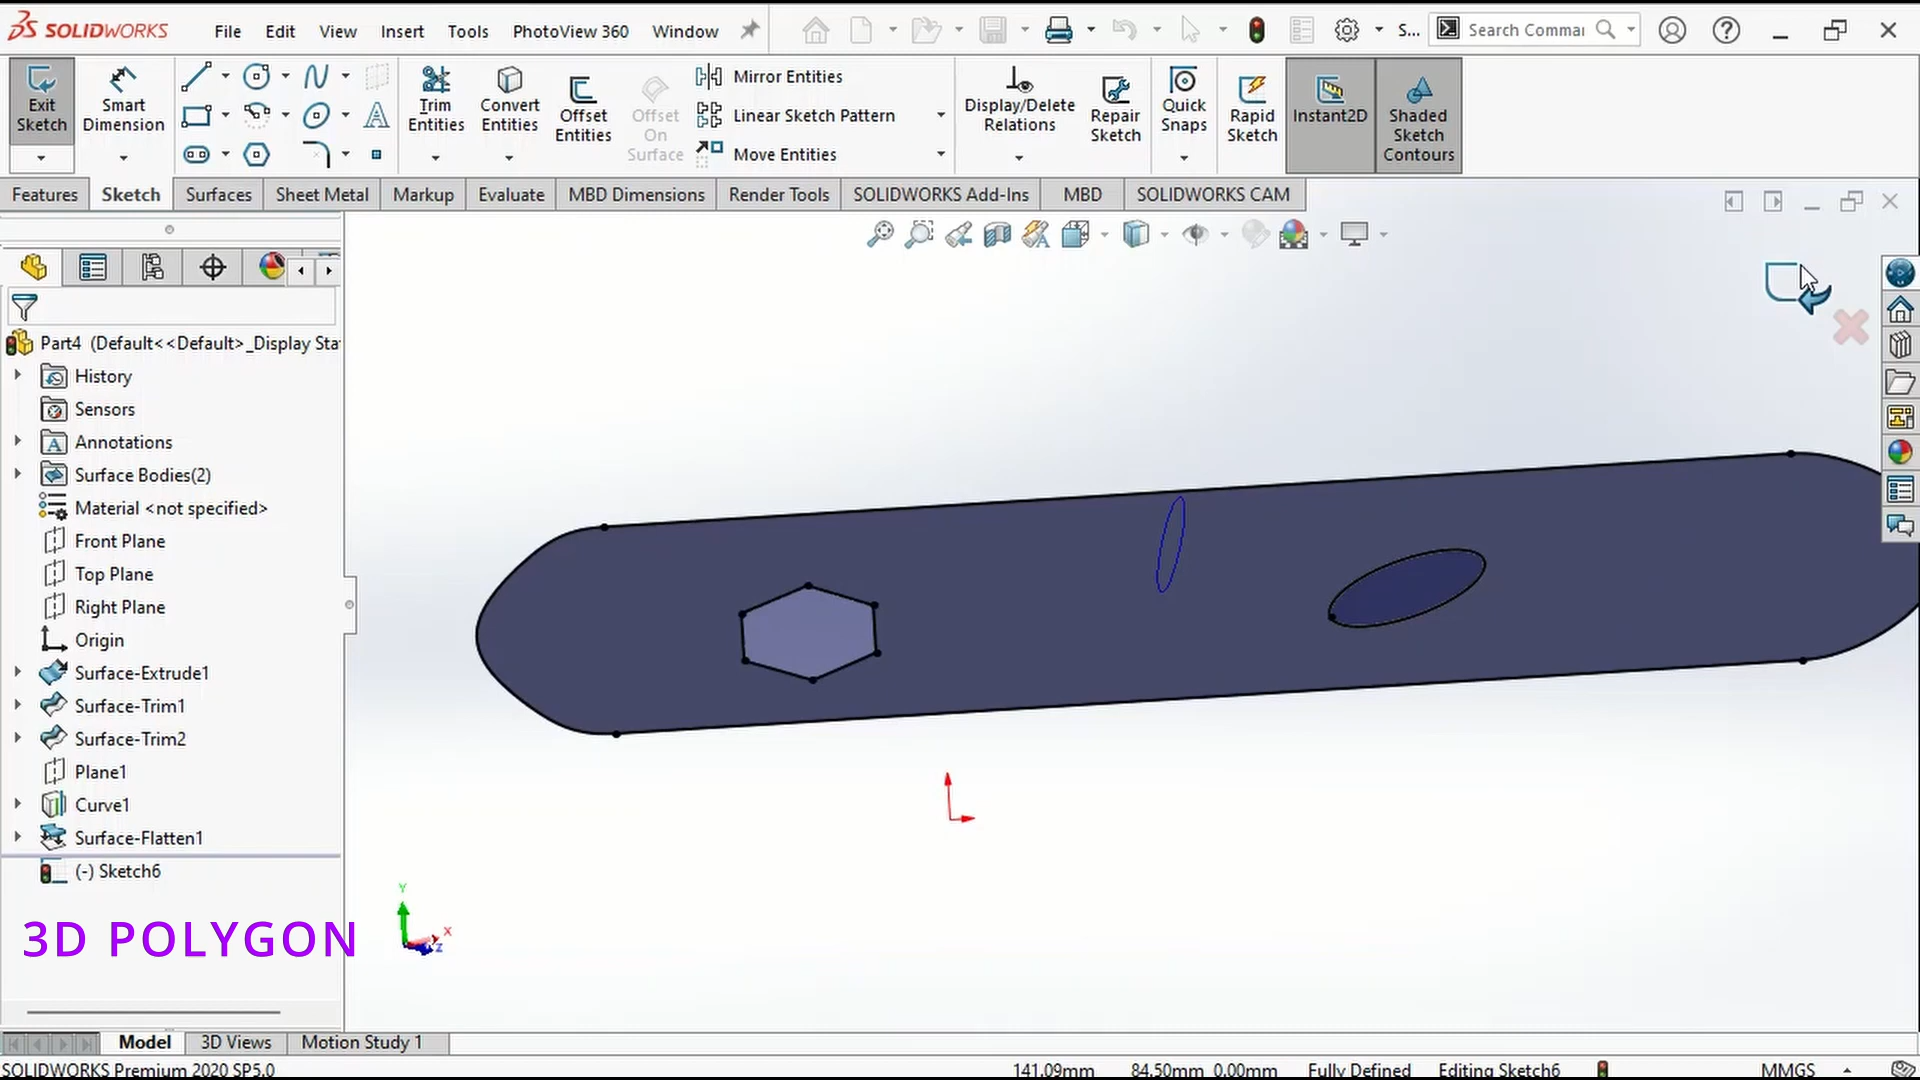 SOLIDWORKS File Edit View Insert Tools PhotoView 360 Window S... Search Commar
Exit Sketch
Smart Dimension
Trim Entities
Convert Entities
Offset Entities
Offset On Surface
Mirror Entities
Linear Sketch Pattern
Move Entities
Display/Delete Relations
Repair Sketch
Quick Snaps
Rapid Sketch
Instant2D
Shaded Sketch Contours
Features Sketch Surfaces Sheet Metal Markup Evaluate MBD Dimensions Render Tools SOLIDWORKS Add-Ins MBD SOLIDWORKS CAM
Part4 (Default<<Default>_Display Sta
History
Sensors
Annotations
Surface Bodies(2)
Material <not specified>
Front Plane
Top Plane
Right Plane
Origin
Surface-Extrude1
Surface-Trim1
Surface-Trim2
Plane1
Curve1
Surface-Flatten1
(-) Sketch6
3D POLYGON
Y
X
Z
Model 3D Views Motion Study 1
SOLIDWORKS Premium 2020 SP5.0 141.09mm 84.50mm 0.00mm Fully Defined Editing Sketch6 MMGS